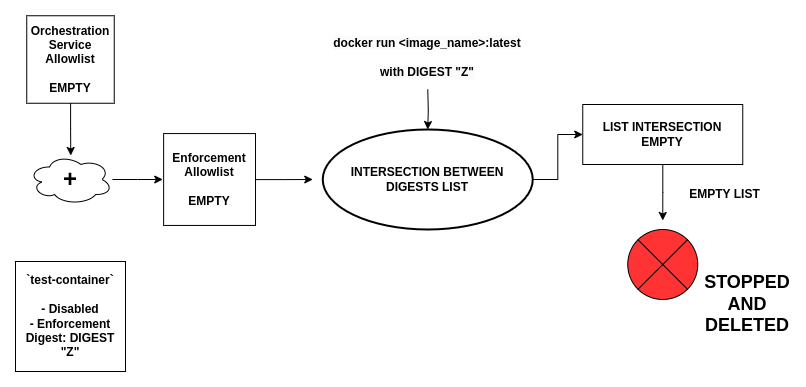 Orchestration
Service
Allowlist
EMPTY
docker run <image_name>:latest
with DIGEST "Z"
+
Enforcement
Allowlist
EMPTY
INTERSECTION BETWEEN
DIGESTS LIST
LIST INTERSECTION
EMPTY
EMPTY LIST
STOPPED
AND
DELETED
`test-container`
- Disabled
- Enforcement
Digest: DIGEST
"Z"